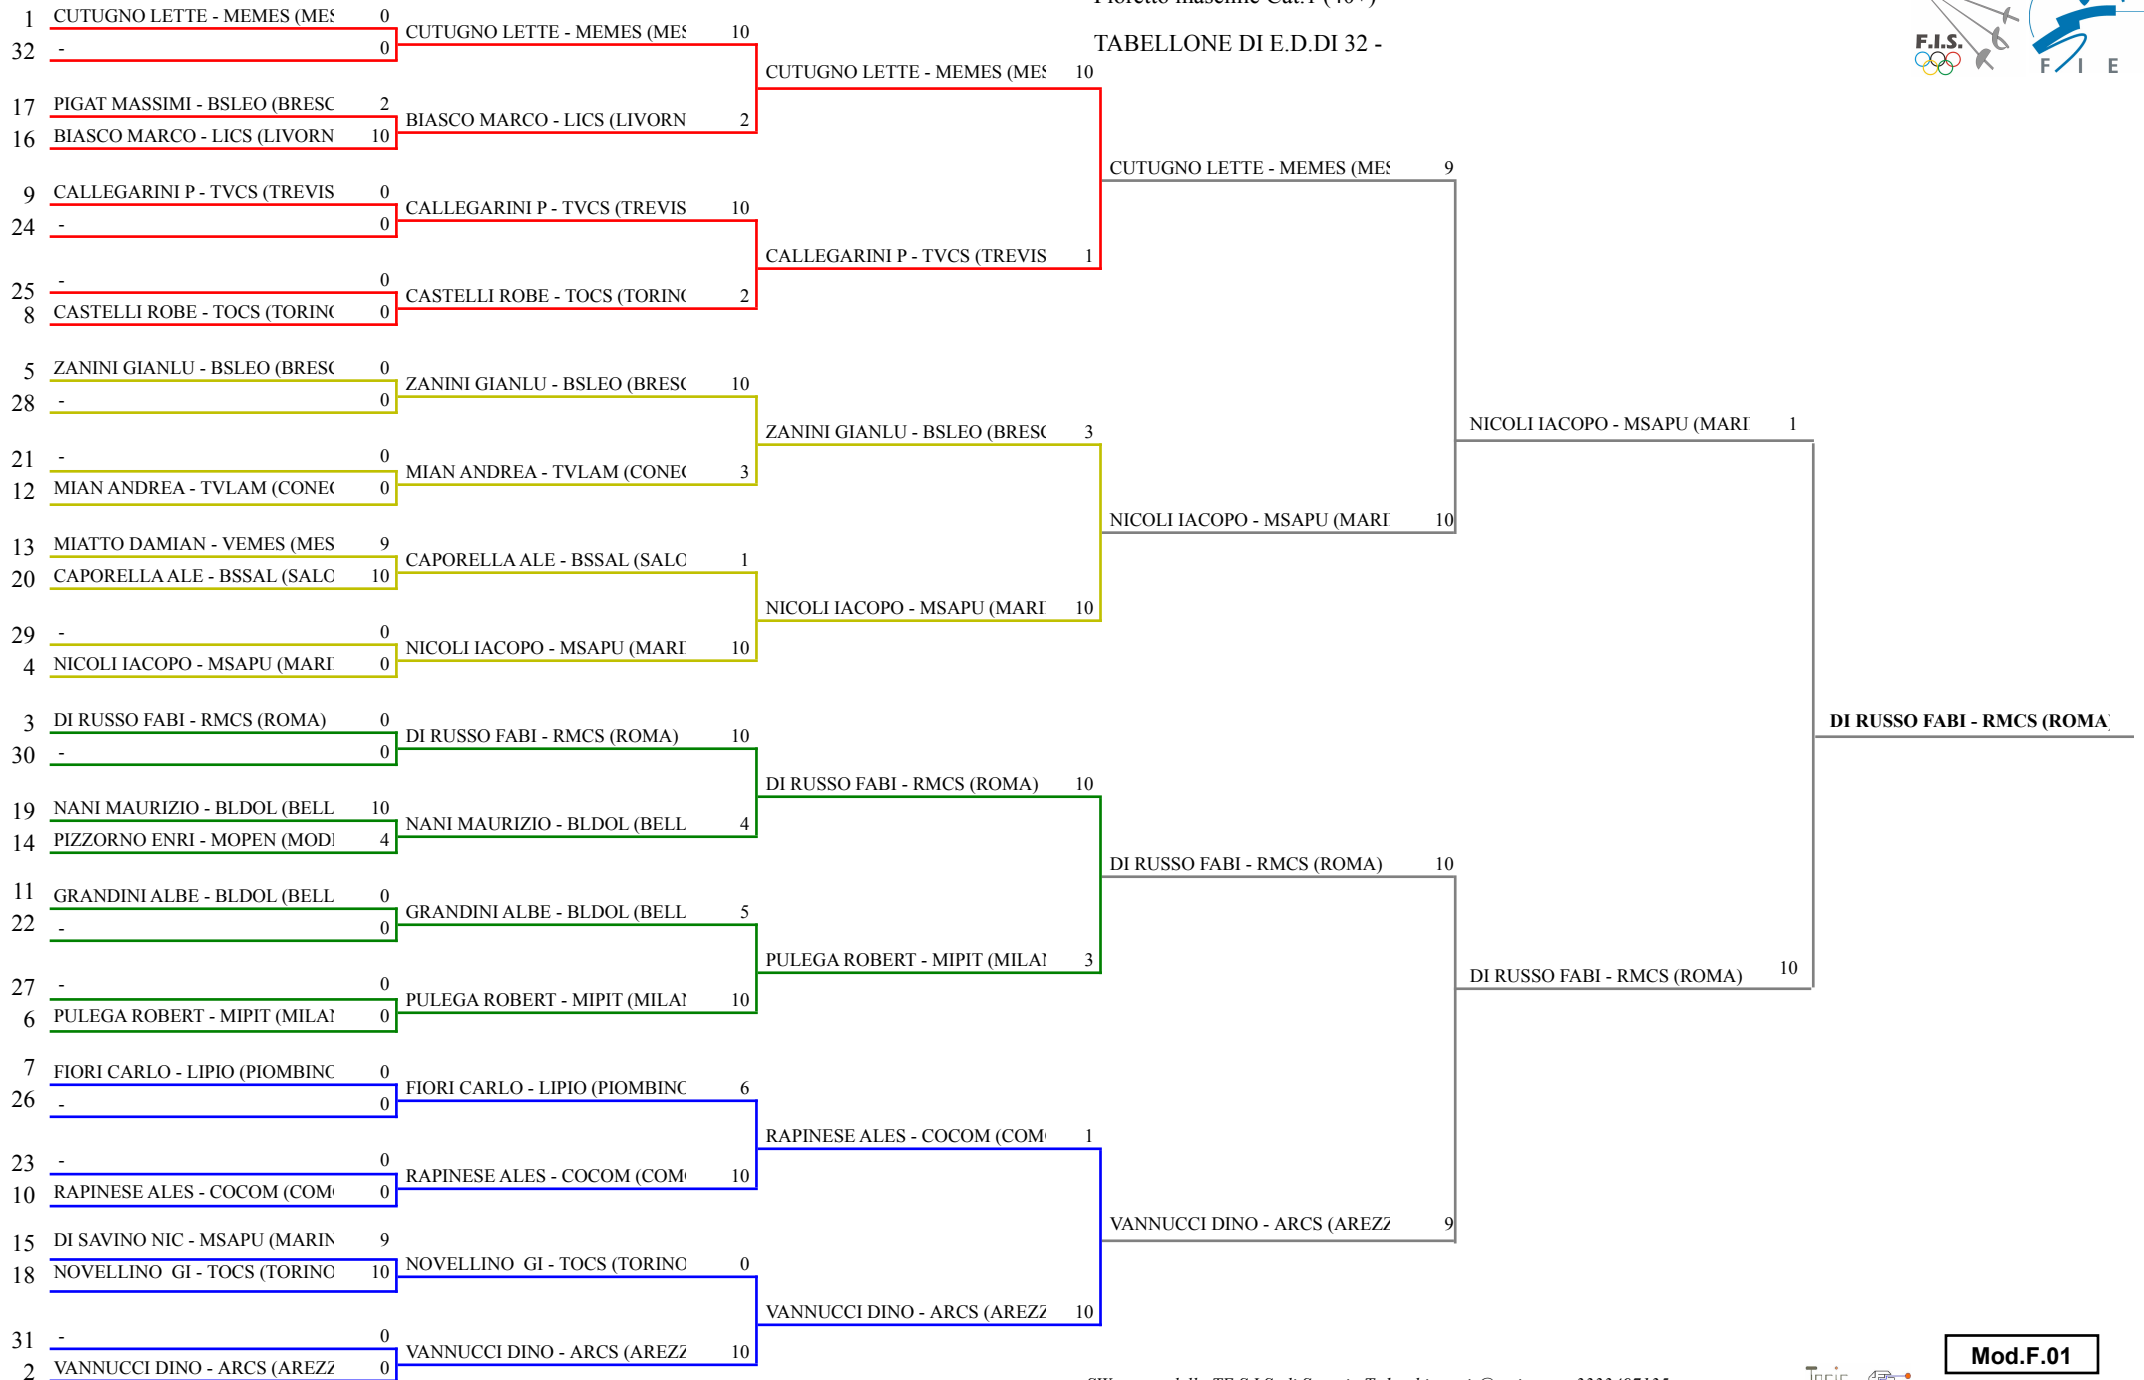 TABELLONE DI E.D.DI 32 -
F.I.S.
F I E
1 CUTUGNO LETTE - MEMES (MES 0
32 - 0
17 PIGAT MASSIMI - BSLEO (BRESC 2
16 BIASCO MARCO - LICS (LIVORN 10
9 CALLEGARINI P - TVCS (TREVIS 0
24 - 0
25 - 0
8 CASTELLI ROBE - TOCS (TORIN 0
5 ZANINI GIANLU - BSLEO (BRES 0
28 - 0
21 - 0
12 MIAN ANDREA - TVLAM (CONE 0
13 MIATTO DAMIAN - VEMES (MES 9
20 CAPORELLA ALE - BSSAL (SALO 10
29 - 0
4 NICOLI IACOPO - MSAPU (MARI 0
3 DI RUSSO FABI - RMCS (ROMA) 0
30 - 0
19 NANI MAURIZIO - BLDOL (BELL 10
14 PIZZORNO ENRI - MOPEN (MOD 4
11 GRANDINI ALBE - BLDOL (BELL 0
22 - 0
27 - 0
6 PULEGA ROBERT - MIPIT (MILA 0
7 FIORI CARLO - LIPIO (PIOMBINO 0
26 - 0
23 - 0
10 RAPINESE ALES - COCOM (COM 0
15 DI SAVINO NIC - MSAPU (MARIN 9
18 NOVELLINO GI - TOCS (TORINO 10
31 - 0
2 VANNUCCI DINO - ARCS (AREZZ 0
CUTUGNO LETTE - MEMES (MES 10
BIASCO MARCO - LICS (LIVORN 2
CALLEGARINI P - TVCS (TREVIS 10
CASTELLI ROBE - TOCS (TORIN 2
ZANINI GIANLU - BSLEO (BRES 10
MIAN ANDREA - TVLAM (CONE 3
CAPORELLA ALE - BSSAL (SALO 1
NICOLI IACOPO - MSAPU (MARI 10
DI RUSSO FABI - RMCS (ROMA) 10
NANI MAURIZIO - BLDOL (BELL 4
GRANDINI ALBE - BLDOL (BELL 5
PULEGA ROBERT - MIPIT (MILA 10
FIORI CARLO - LIPIO (PIOMBINO 6
RAPINESE ALES - COCOM (COM 10
NOVELLINO GI - TOCS (TORINO 0
VANNUCCI DINO - ARCS (AREZZ 10
CUTUGNO LETTE - MEMES (MES 10
CALLEGARINI P - TVCS (TREVIS 1
ZANINI GIANLU - BSLEO (BRES 3
NICOLI IACOPO - MSAPU (MARI 10
DI RUSSO FABI - RMCS (ROMA) 10
PULEGA ROBERT - MIPIT (MILA 3
RAPINESE ALES - COCOM (COM 1
VANNUCCI DINO - ARCS (AREZZ 10
CUTUGNO LETTE - MEMES (MES 9
NICOLI IACOPO - MSAPU (MARI 10
DI RUSSO FABI - RMCS (ROMA) 10
VANNUCCI DINO - ARCS (AREZZ 9
NICOLI IACOPO - MSAPU (MARI 1
DI RUSSO FABI - RMCS (ROMA) 10
DI RUSSO FABI - RMCS (ROMA)
Mod.F.01